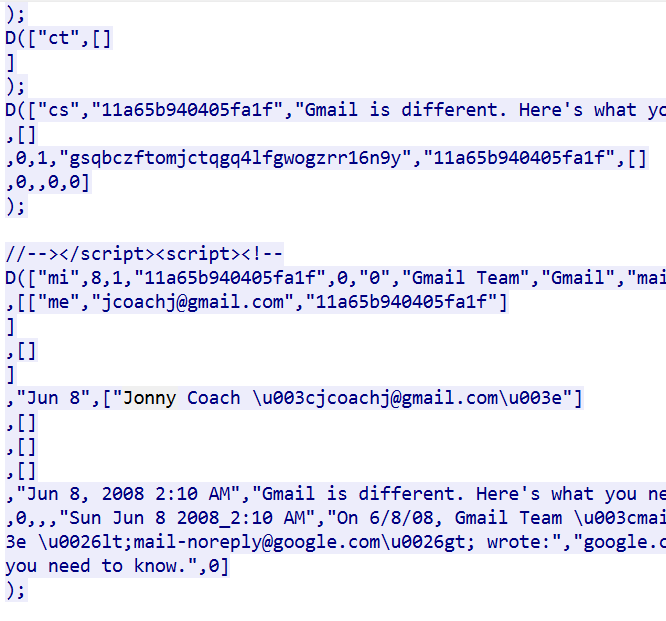 );
D(["ct",[]
]
);
D(["cs","11a65b940405fa1f","Gmail is different. Here's what yo
,[]
,0,1,"gsqbczftomjctqgq4lfgwogzrr16n9y","11a65b940405fa1f",[]
,0,,0,0]
);
//--></script><script><!--
D(["mi",8,1,"11a65b940405fa1f",0,"0","Gmail Team","Gmail","mai
,[["me","jcoachj@gmail.com","11a65b940405fa1f"]
]
,[]
]
,"Jun 8",["Jonny Coach \u003cjcoachj@gmail.com\u003e"]
,[]
,[]
,[]
,"Jun 8, 2008 2:10 AM","Gmail is different. Here's what you ne
,0,,,"Sun Jun 8 2008_2:10 AM","On 6/8/08, Gmail Team \u003cmai
3e \u0026lt;mail-noreply@google.com\u0026gt; wrote:","google.c
you need to know.",0]
);